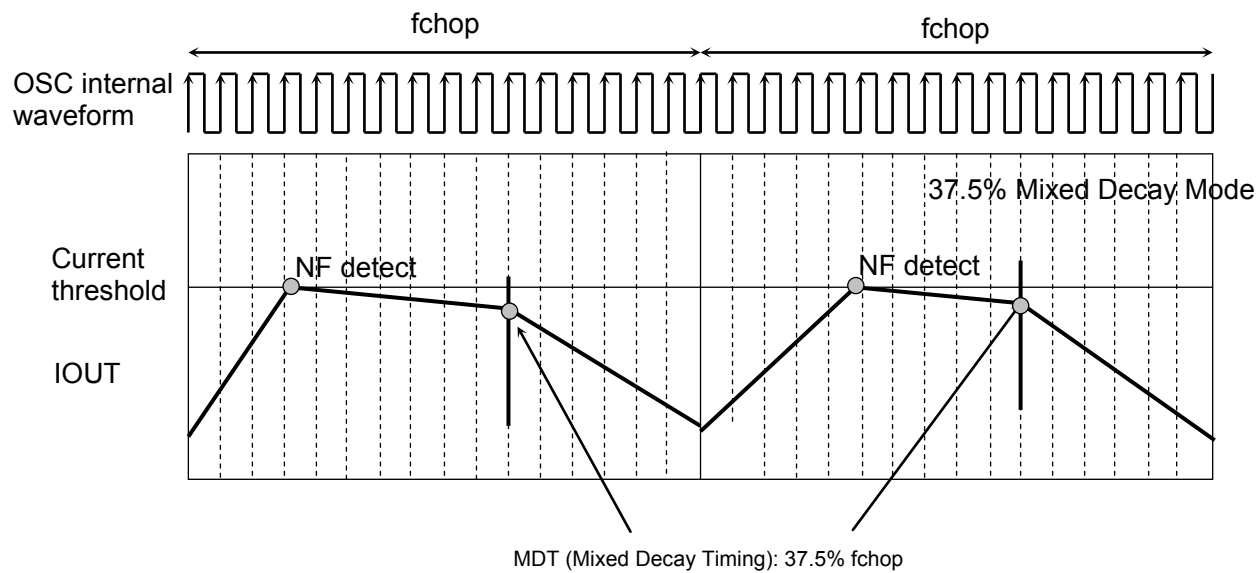 fchop
fchop
OSC internal
waveform
37.5% Mixed Decay Mode
Current
threshold
NF detect
NF detect
IOUT
MDT (Mixed Decay Timing): 37.5% fchop